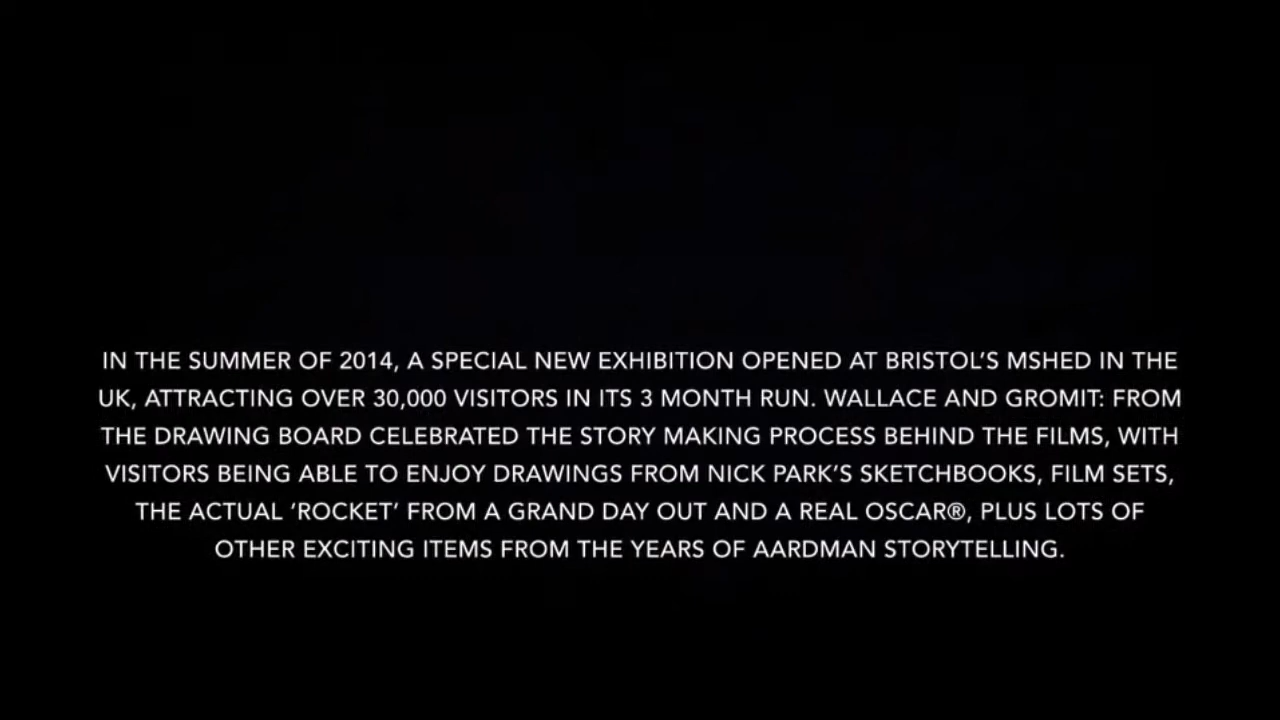 IN THE SUMMER OF 2014, A SPECIAL NEW EXHIBITION OPENED AT BRISTOL’S MSHED IN THE
UK, ATTRACTING OVER 30,000 VISITORS IN ITS 3 MONTH RUN. WALLACE AND GROMIT: FROM
THE DRAWING BOARD CELEBRATED THE STORY MAKING PROCESS BEHIND THE FILMS, WITH
VISITORS BEING ABLE TO ENJOY DRAWINGS FROM NICK PARK’S SKETCHBOOKS, FILM SETS,
THE ACTUAL ‘ROCKET’ FROM A GRAND DAY OUT AND A REAL OSCAR®, PLUS LOTS OF
OTHER EXCITING ITEMS FROM THE YEARS OF AARDMAN STORYTELLING.